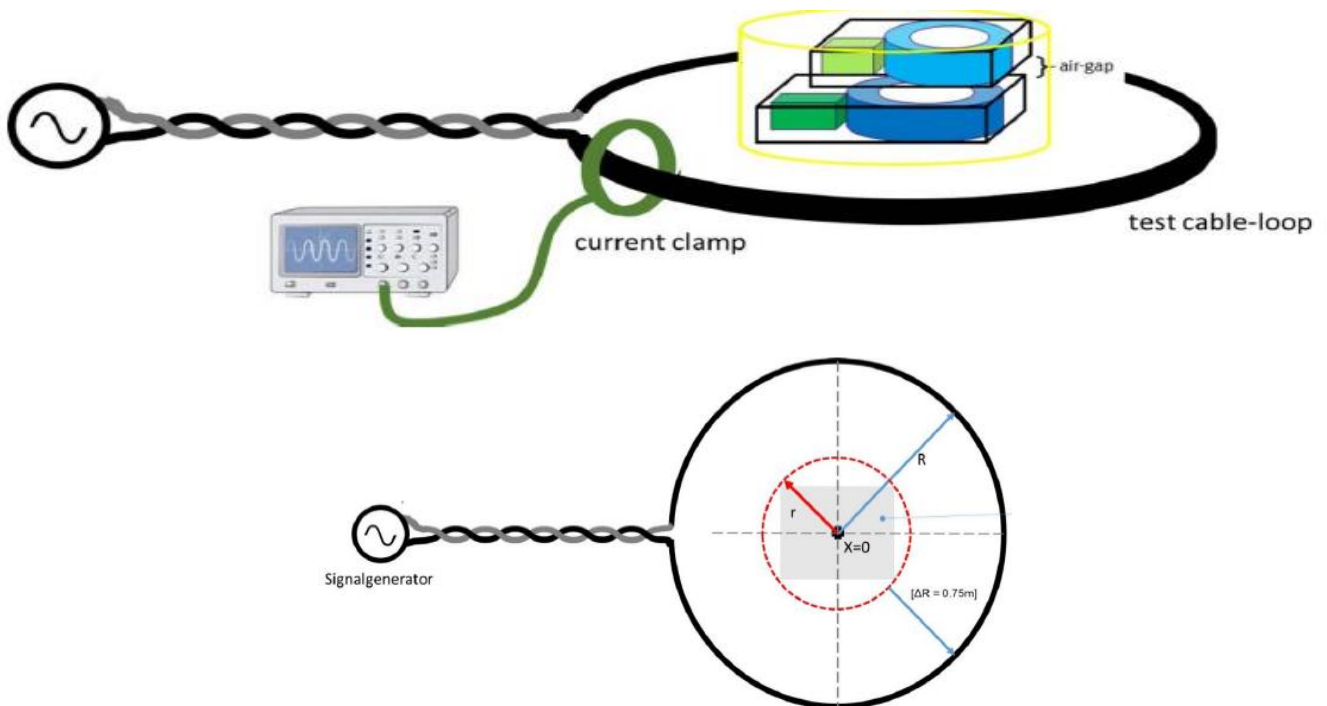 air-gap
current clamp
test cable-loop
R
r
X=0
[ΔR = 0.75m]
Signalgenerator